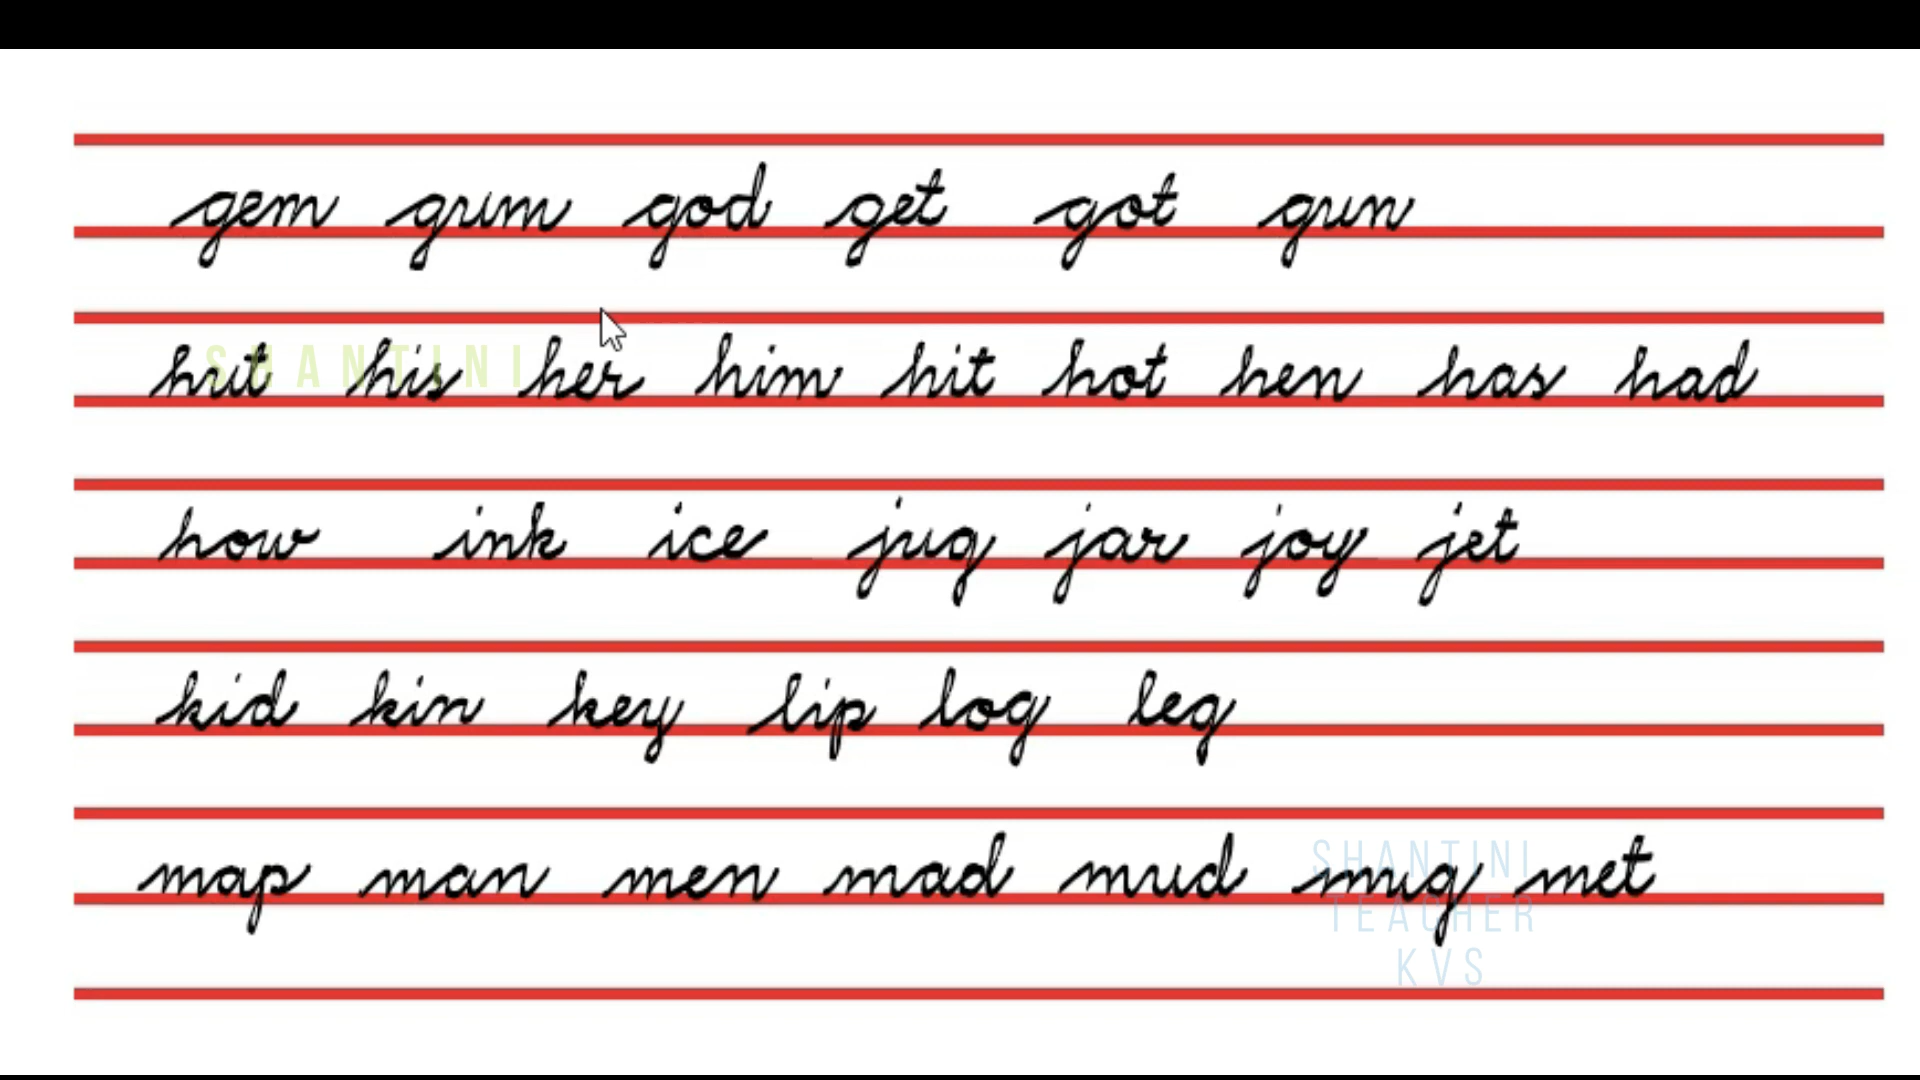 gem gum god get got gun
SHANTINI
hut his her him hit hot hen has had
how ink ice jug jar joy jet
kid kin key lip log leg
map man men mad mud mug met
SHANTINI
TEACHER
KVS